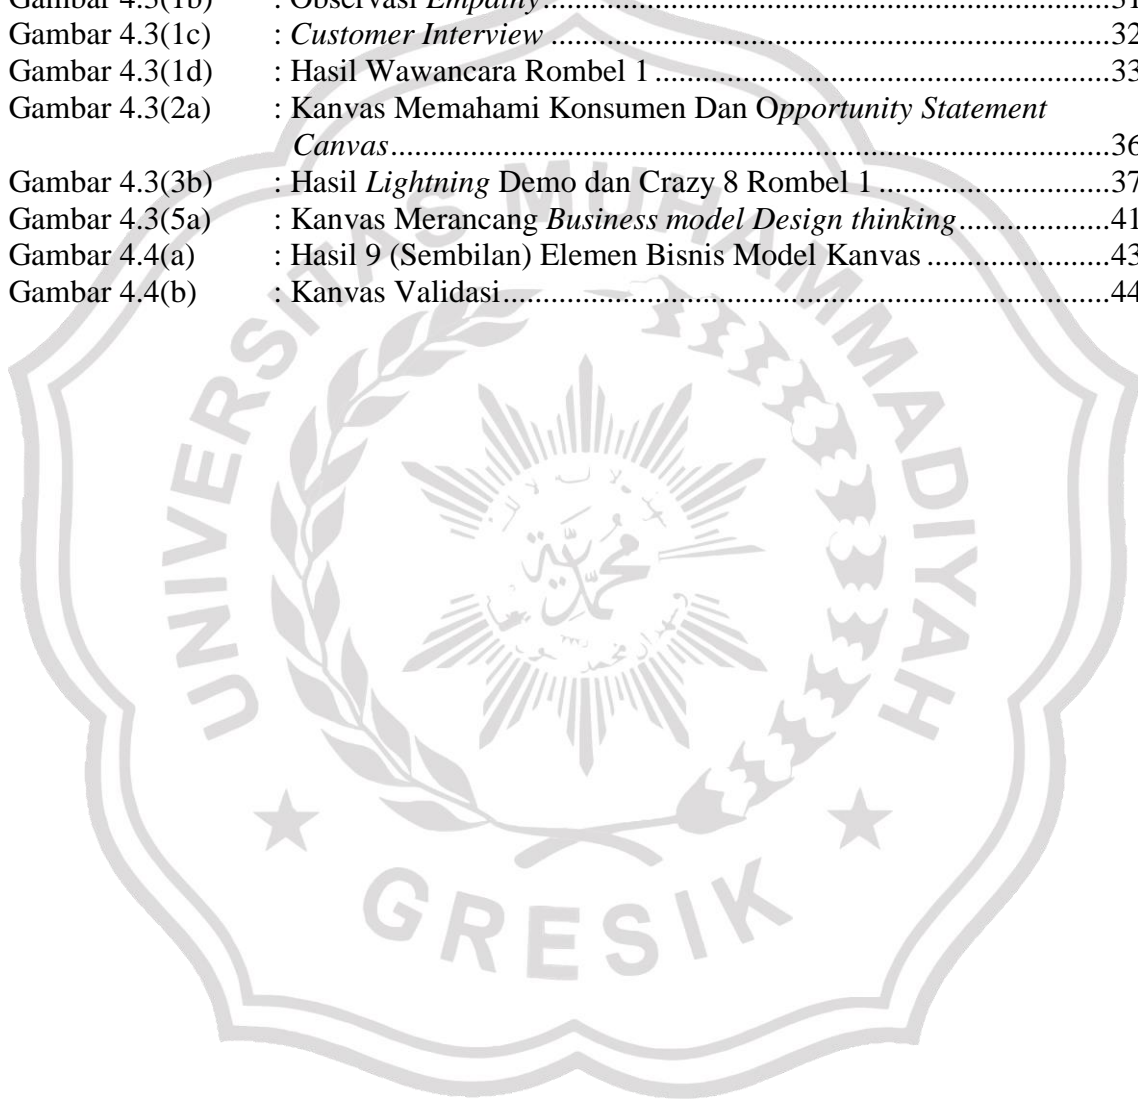 Gambar 4.3(1b) : Observasi Empathy....................................................................................31
Gambar 4.3(1c) : Customer Interview ..................................................................................32
Gambar 4.3(1d) : Hasil Wawancara Rombel 1 ....................................................................33
Gambar 4.3(2a) : Kanvas Memahami Konsumen Dan Opportunity Statement
Canvas.........................................................................................................36
Gambar 4.3(3b) : Hasil Lightning Demo dan Crazy 8 Rombel 1 ..................................37
Gambar 4.3(5a) : Kanvas Merancang Business model Design thinking......................41
Gambar 4.4(a) : Hasil 9 (Sembilan) Elemen Bisnis Model Kanvas ...........................43
Gambar 4.4(b) : Kanvas Validasi...........................................................................................44
UNIVERSITAS MUHAMMADIYAH
محمد
GRESIK